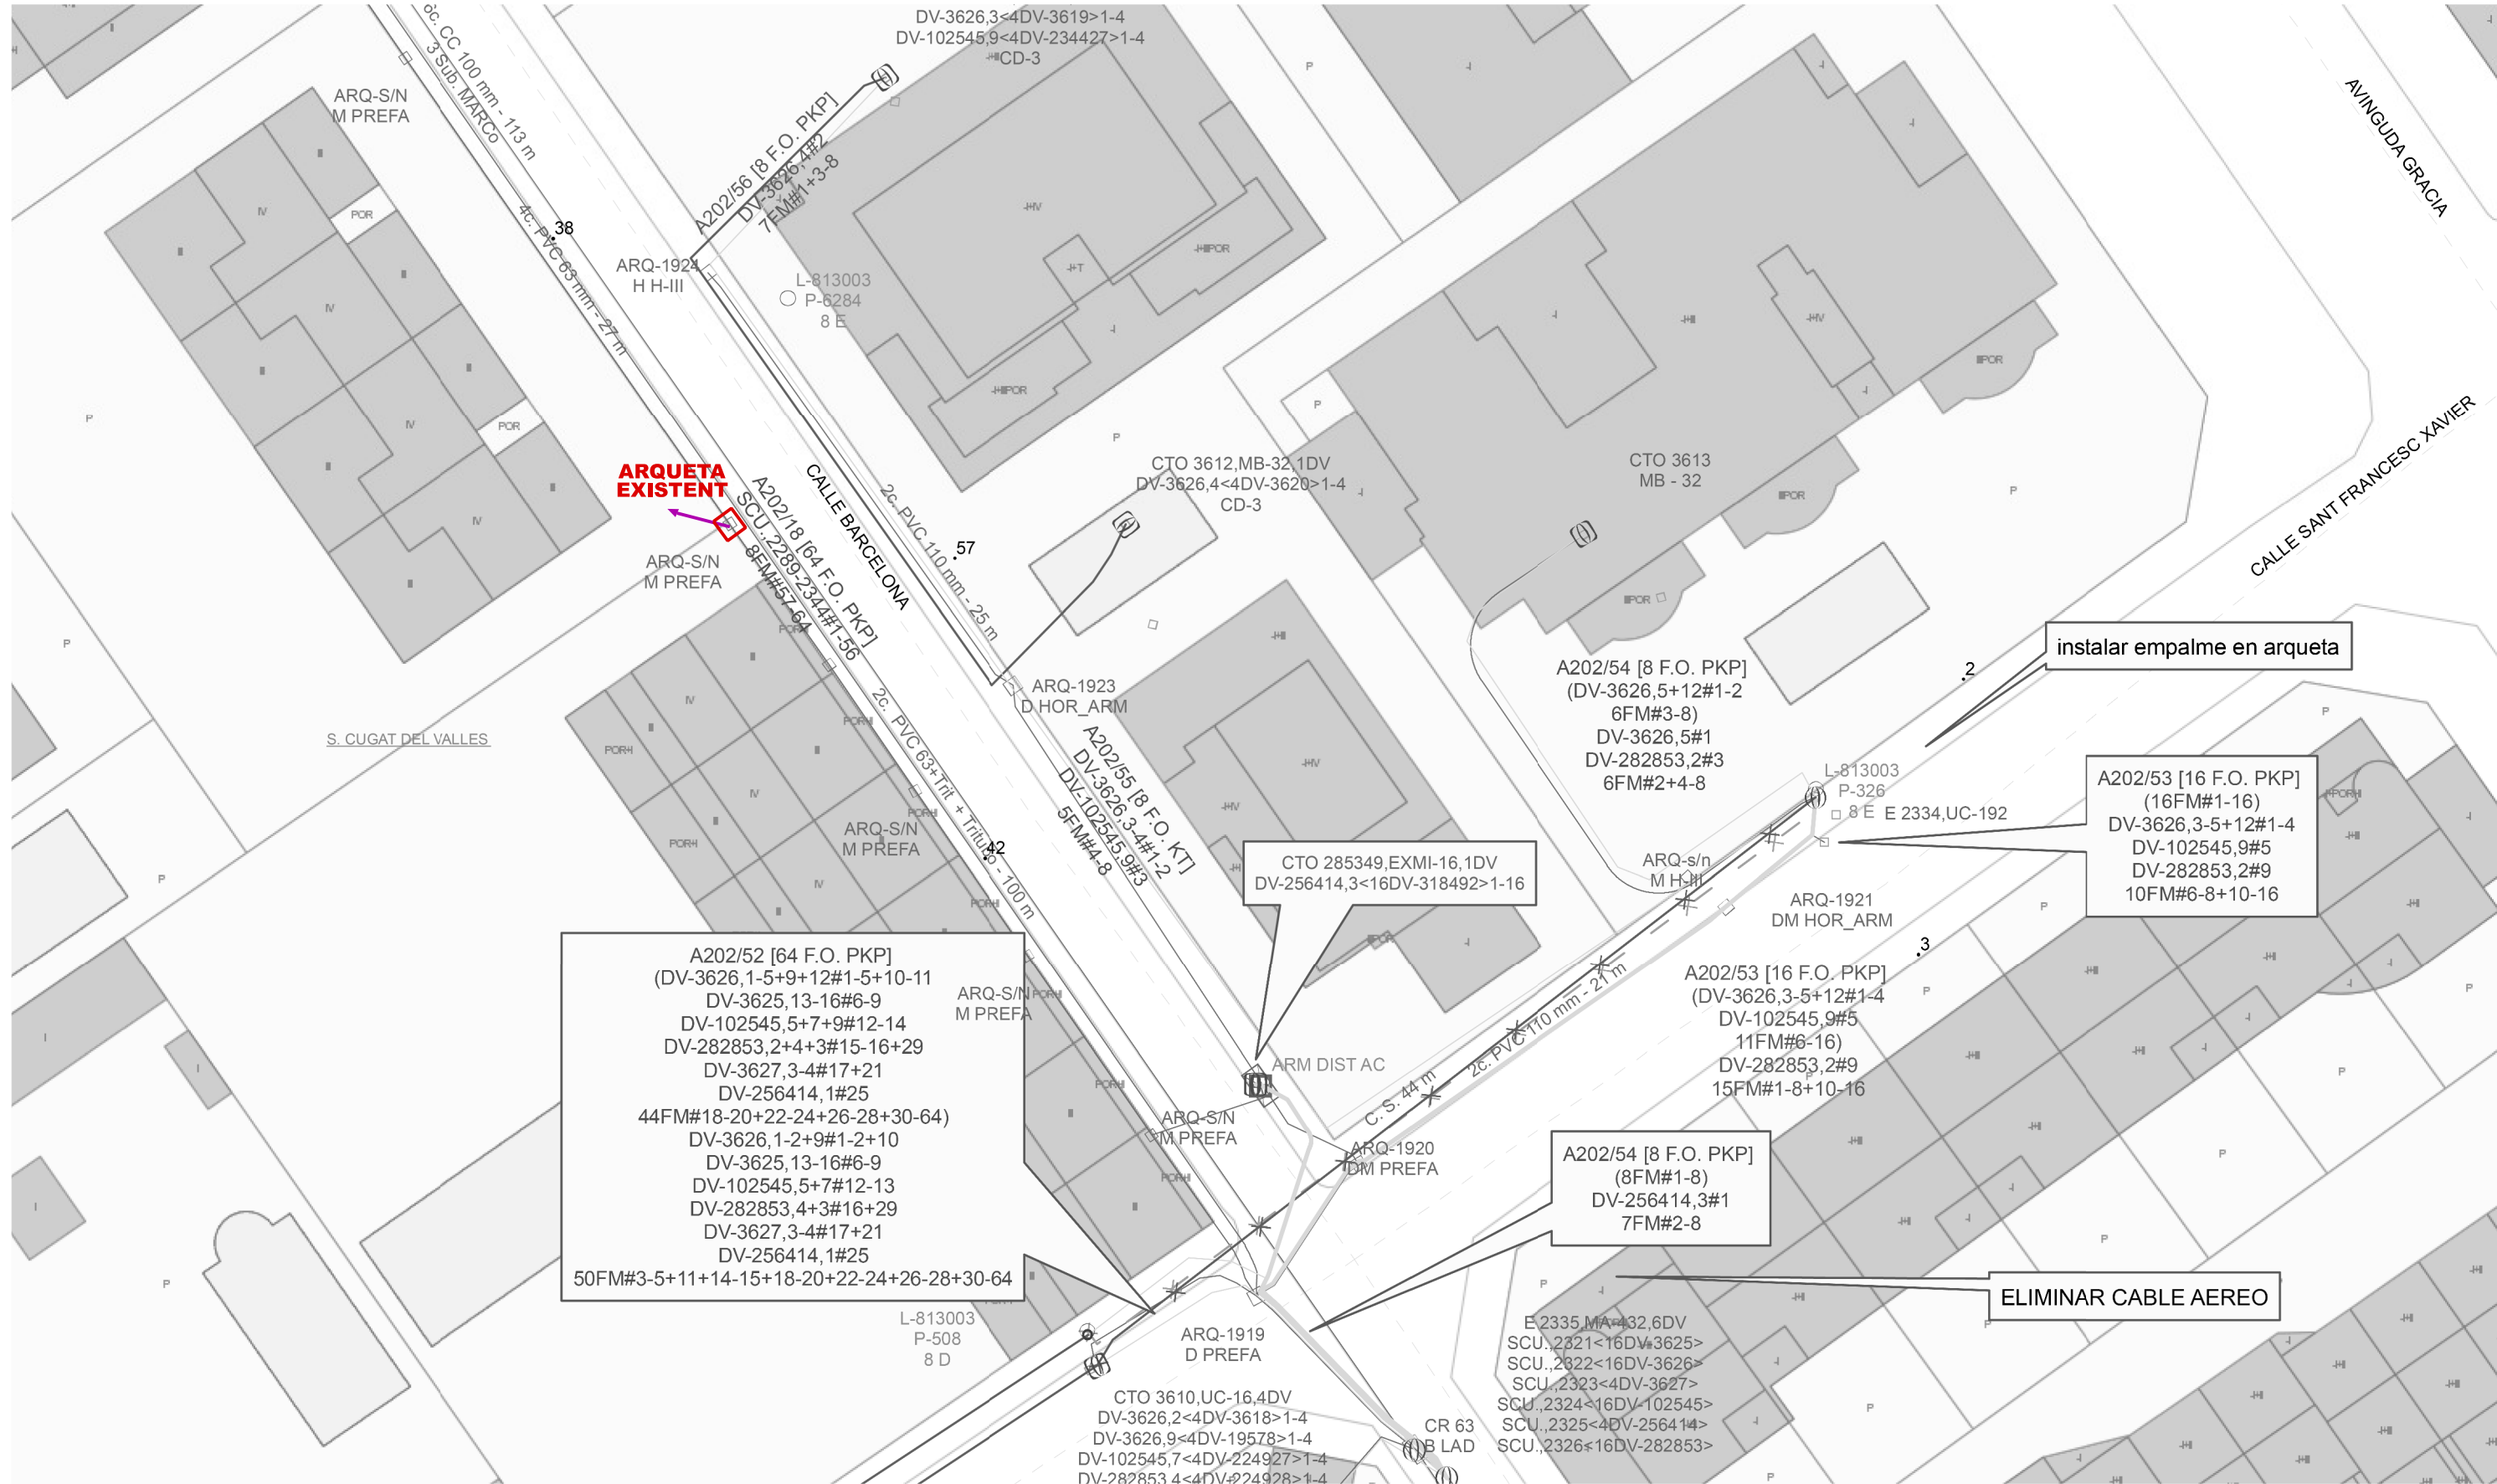 DV-3626,3<4DV-3619>1-4
DV-102545,9<4DV-234427>1-4
CD-3
6c. CC 100 mm - 113 m
3 Sub. MARCo
ARQ-S/N
M PREFA
A202/56 [8 F.O. PKP]
DV-3626,4#2
7FM#1+3-8
AVINGUDA GRACIA
4c. PVC 63 mm - 27 m
38
ARQ-1924
H H-III
L-813003
P-6284
8 E
POR
POR
CALLE BARCELONA
2c. PVC 110 mm - 25 m
57
CTO 3612,MB-32,1DV
DV-3626,4<4DV-3620>1-4
CD-3
CTO 3613
MB - 32
CALLE SANT FRANCESC XAVIER
ARQUETA
EXISTENT
ARQ-S/N
M PREFA
A202/18 [64 F.O. PKP]
SCU.,2289-2344#1-56
8FM#57-64
S. CUGAT DEL VALLES
ARQ-1923
D HOR_ARM
A202/54 [8 F.O. PKP]
(DV-3626,5+12#1-2
6FM#3-8)
DV-3626,5#1
DV-282853,2#3
6FM#2+4-8
instalar empalme en arqueta
2
A202/55 [8 F.O. KT]
DV-3626,3-4#1-2
DV-102545,9#3
5FM#4-8
2c. PVC 63+Trit + Tritubo - 100 m
ARQ-S/N
M PREFA
42
L-813003
P-326
8 E
E 2334,UC-192
A202/53 [16 F.O. PKP]
(16FM#1-16)
DV-3626,3-5+12#1-4
DV-102545,9#5
DV-282853,2#9
10FM#6-8+10-16
CTO 285349,EXMI-16,1DV
DV-256414,3<16DV-318492>1-16
ARQ-s/n
M H-III
ARQ-1921
DM HOR_ARM
3
A202/52 [64 F.O. PKP]
(DV-3626,1-5+9+12#1-5+10-11
DV-3625,13-16#6-9
DV-102545,5+7+9#12-14
DV-282853,2+4+3#15-16+29
DV-3627,3-4#17+21
DV-256414,1#25
44FM#18-20+22-24+26-28+30-64)
DV-3626,1-2+9#1-2+10
DV-3625,13-16#6-9
DV-102545,5+7#12-13
DV-282853,4+3#16+29
DV-3627,3-4#17+21
DV-256414,1#25
50FM#3-5+11+14-15+18-20+22-24+26-28+30-64
ARQ-S/N
M PREFA
A202/53 [16 F.O. PKP]
(DV-3626,3-5+12#1-4
DV-102545,9#5
11FM#6-16)
DV-282853,2#9
15FM#1-8+10-16
ARM DIST AC
C. S. 44 m
2c. PVC 110 mm - 21 m
ARQ-S/N
M PREFA
ARQ-1920
DM PREFA
A202/54 [8 F.O. PKP]
(8FM#1-8)
DV-256414,3#1
7FM#2-8
ELIMINAR CABLE AEREO
L-813003
P-508
8 D
ARQ-1919
D PREFA
E 2335,MA-432,6DV
SCU.,2321<16DV-3625>
SCU.,2322<16DV-3626>
SCU.,2323<4DV-3627>
SCU.,2324<16DV-102545>
SCU.,2325<4DV-256414>
SCU.,2326<16DV-282853>
CTO 3610,UC-16,4DV
DV-3626,2<4DV-3618>1-4
DV-3626,9<4DV-19578>1-4
DV-102545,7<4DV-224927>1-4
DV-282853,4<4DV-224928>1-4
CR 63
B LAD